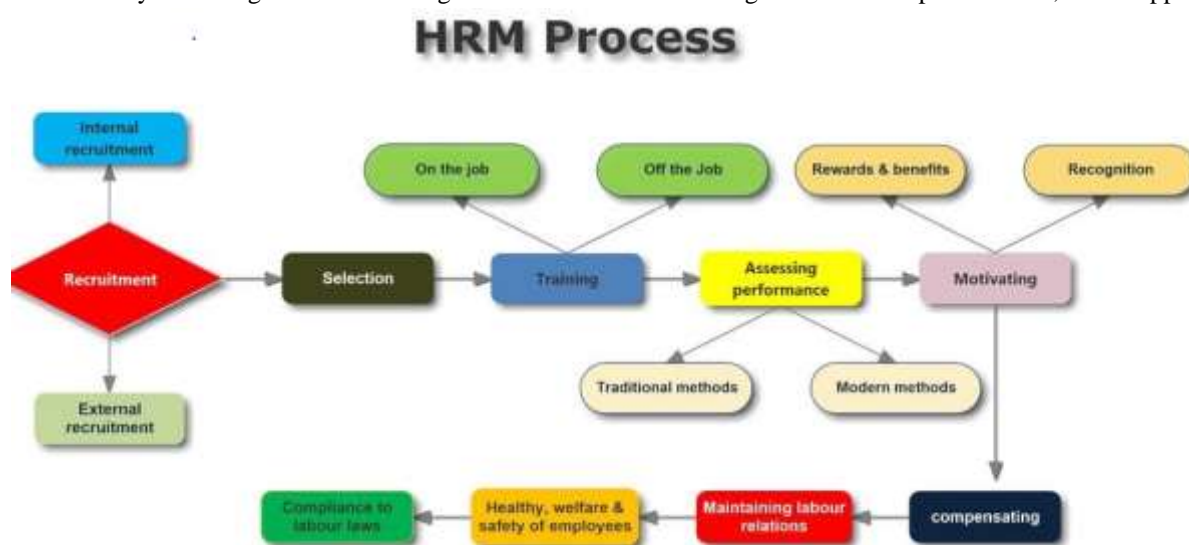 HRM Process
Internal
recruitment
On the job
Off the Job
Rewards & benefits
Recognition
Recruitment
Selection
Training
Assessing
performance
Motivating
Traditional methods
Modern methods
External
recruitment
Compliance to
labour laws
Healthy, welfare &
safety of employees
Maintaining labour
relations
compensating